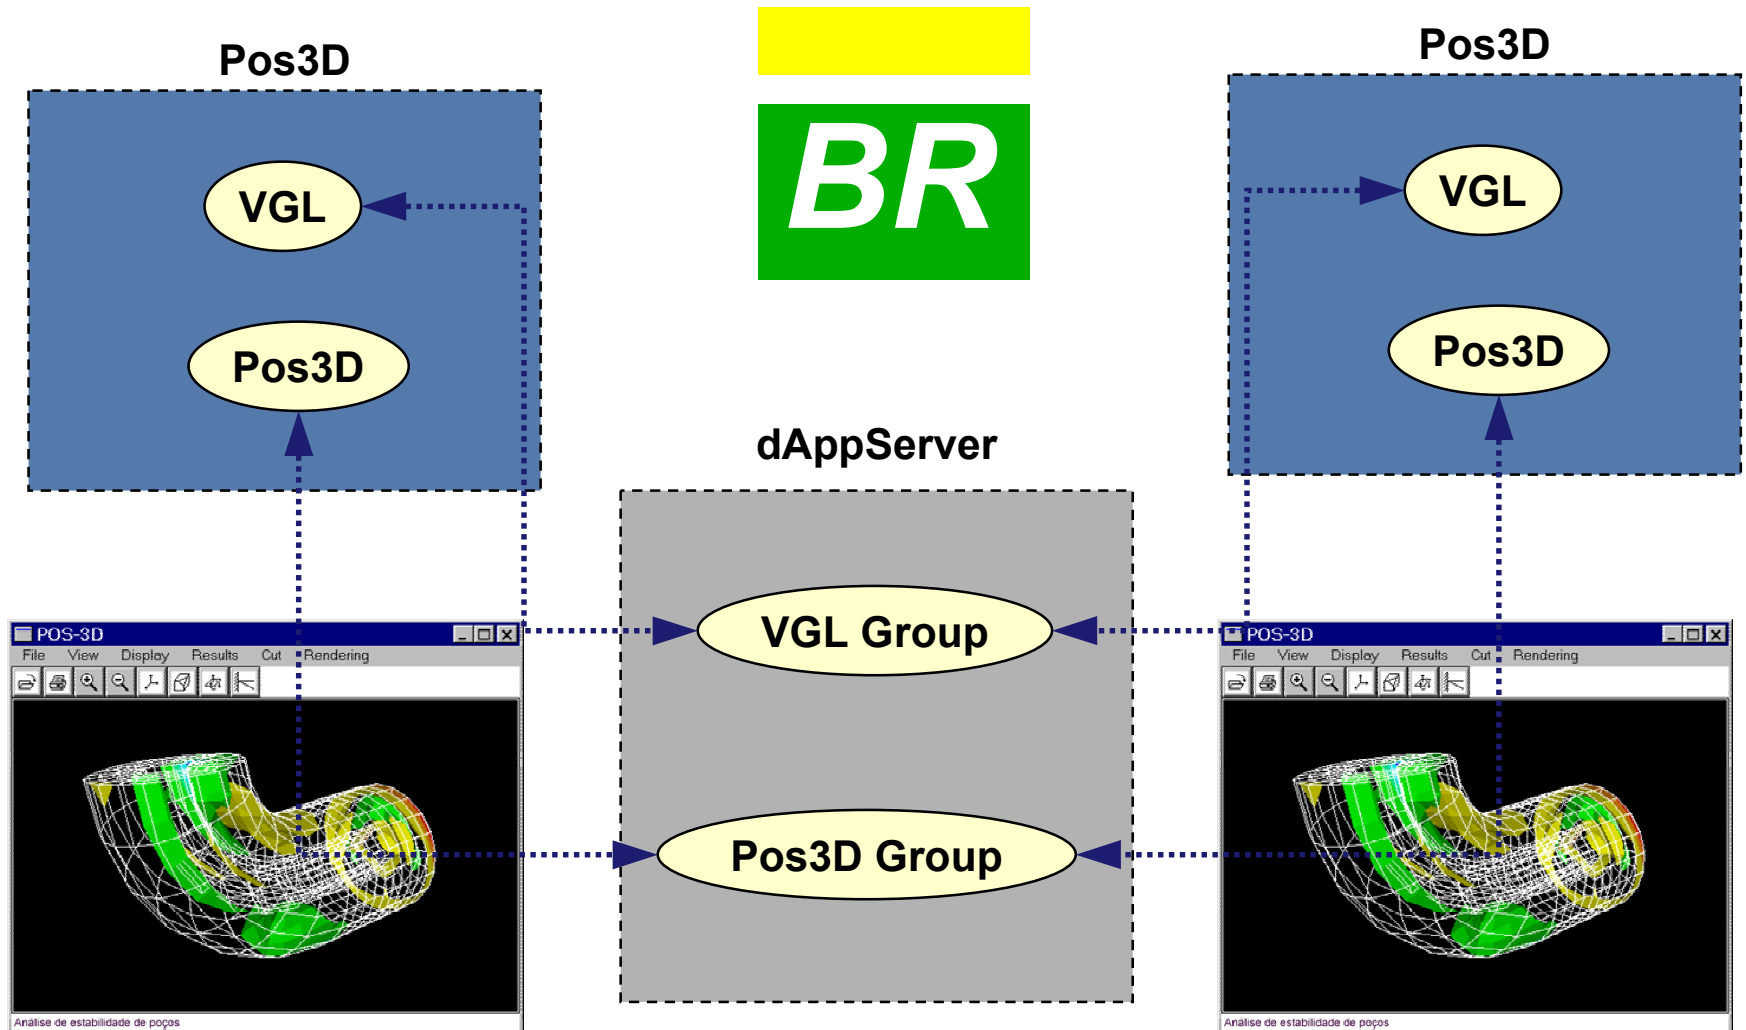 Pos3D
Pos3D
BR
VGL
VGL
Pos3D
Pos3D
dAppServer
VGL Group
Pos3D Group
POS-3D
File View Display Results Cut Rendering
Análise de estabilidade de poços
POS-3D
File View Display Results Cut Rendering
Análise de estabilidade de poços